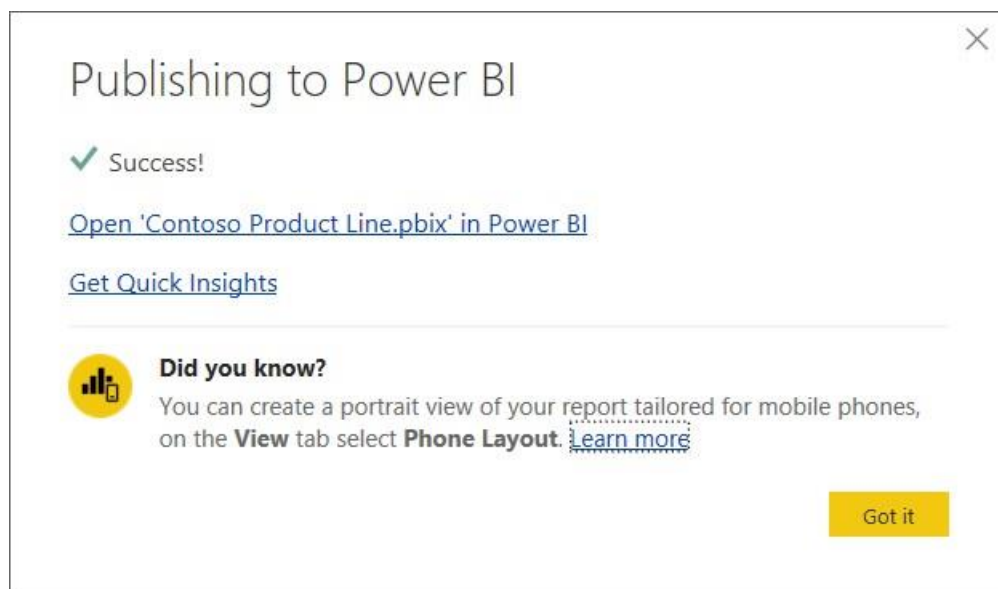 Publishing to Power BI
Success!
Open 'Contoso Product Line.pbix' in Power BI
Get Quick Insights
Did you know?
You can create a portrait view of your report tailored for mobile phones,
on the View tab select Phone Layout. Learn more
Got it